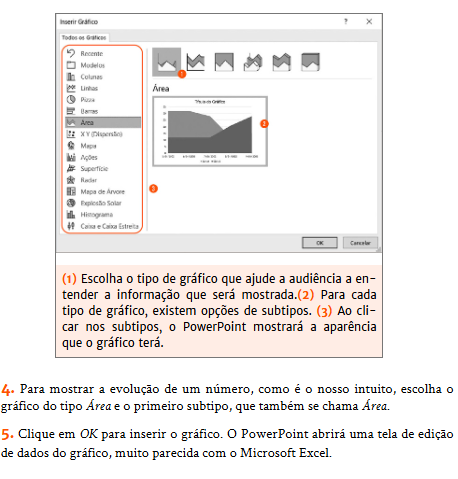 Inserir Gráfico
Todos os Gráficos
Recente
Modelos
Colunas
Linhas
Pizza
Barras
Área
X Y (Dispersão)
Mapa
Ações
Superfície
Radar
Mapa de Árvore
Explosão Solar
Histograma
Caixa e Caixa Estreita
1
Área
Título do Gráfico
2
3
OK
Cancelar
(1) Escolha o tipo de gráfico que ajude a audiência a en-
tender a informação que será mostrada.(2) Para cada
tipo de gráfico, existem opções de subtipos. (3) Ao cli-
car nos subtipos, o PowerPoint mostrará a aparência
que o gráfico terá.
4. Para mostrar a evolução de um número, como é o nosso intuito, escolha o
gráfico do tipo Área e o primeiro subtipo, que também se chama Área.
5. Clique em OK para inserir o gráfico. O PowerPoint abrirá uma tela de edição
de dados do gráfico, muito parecida com o Microsoft Excel.